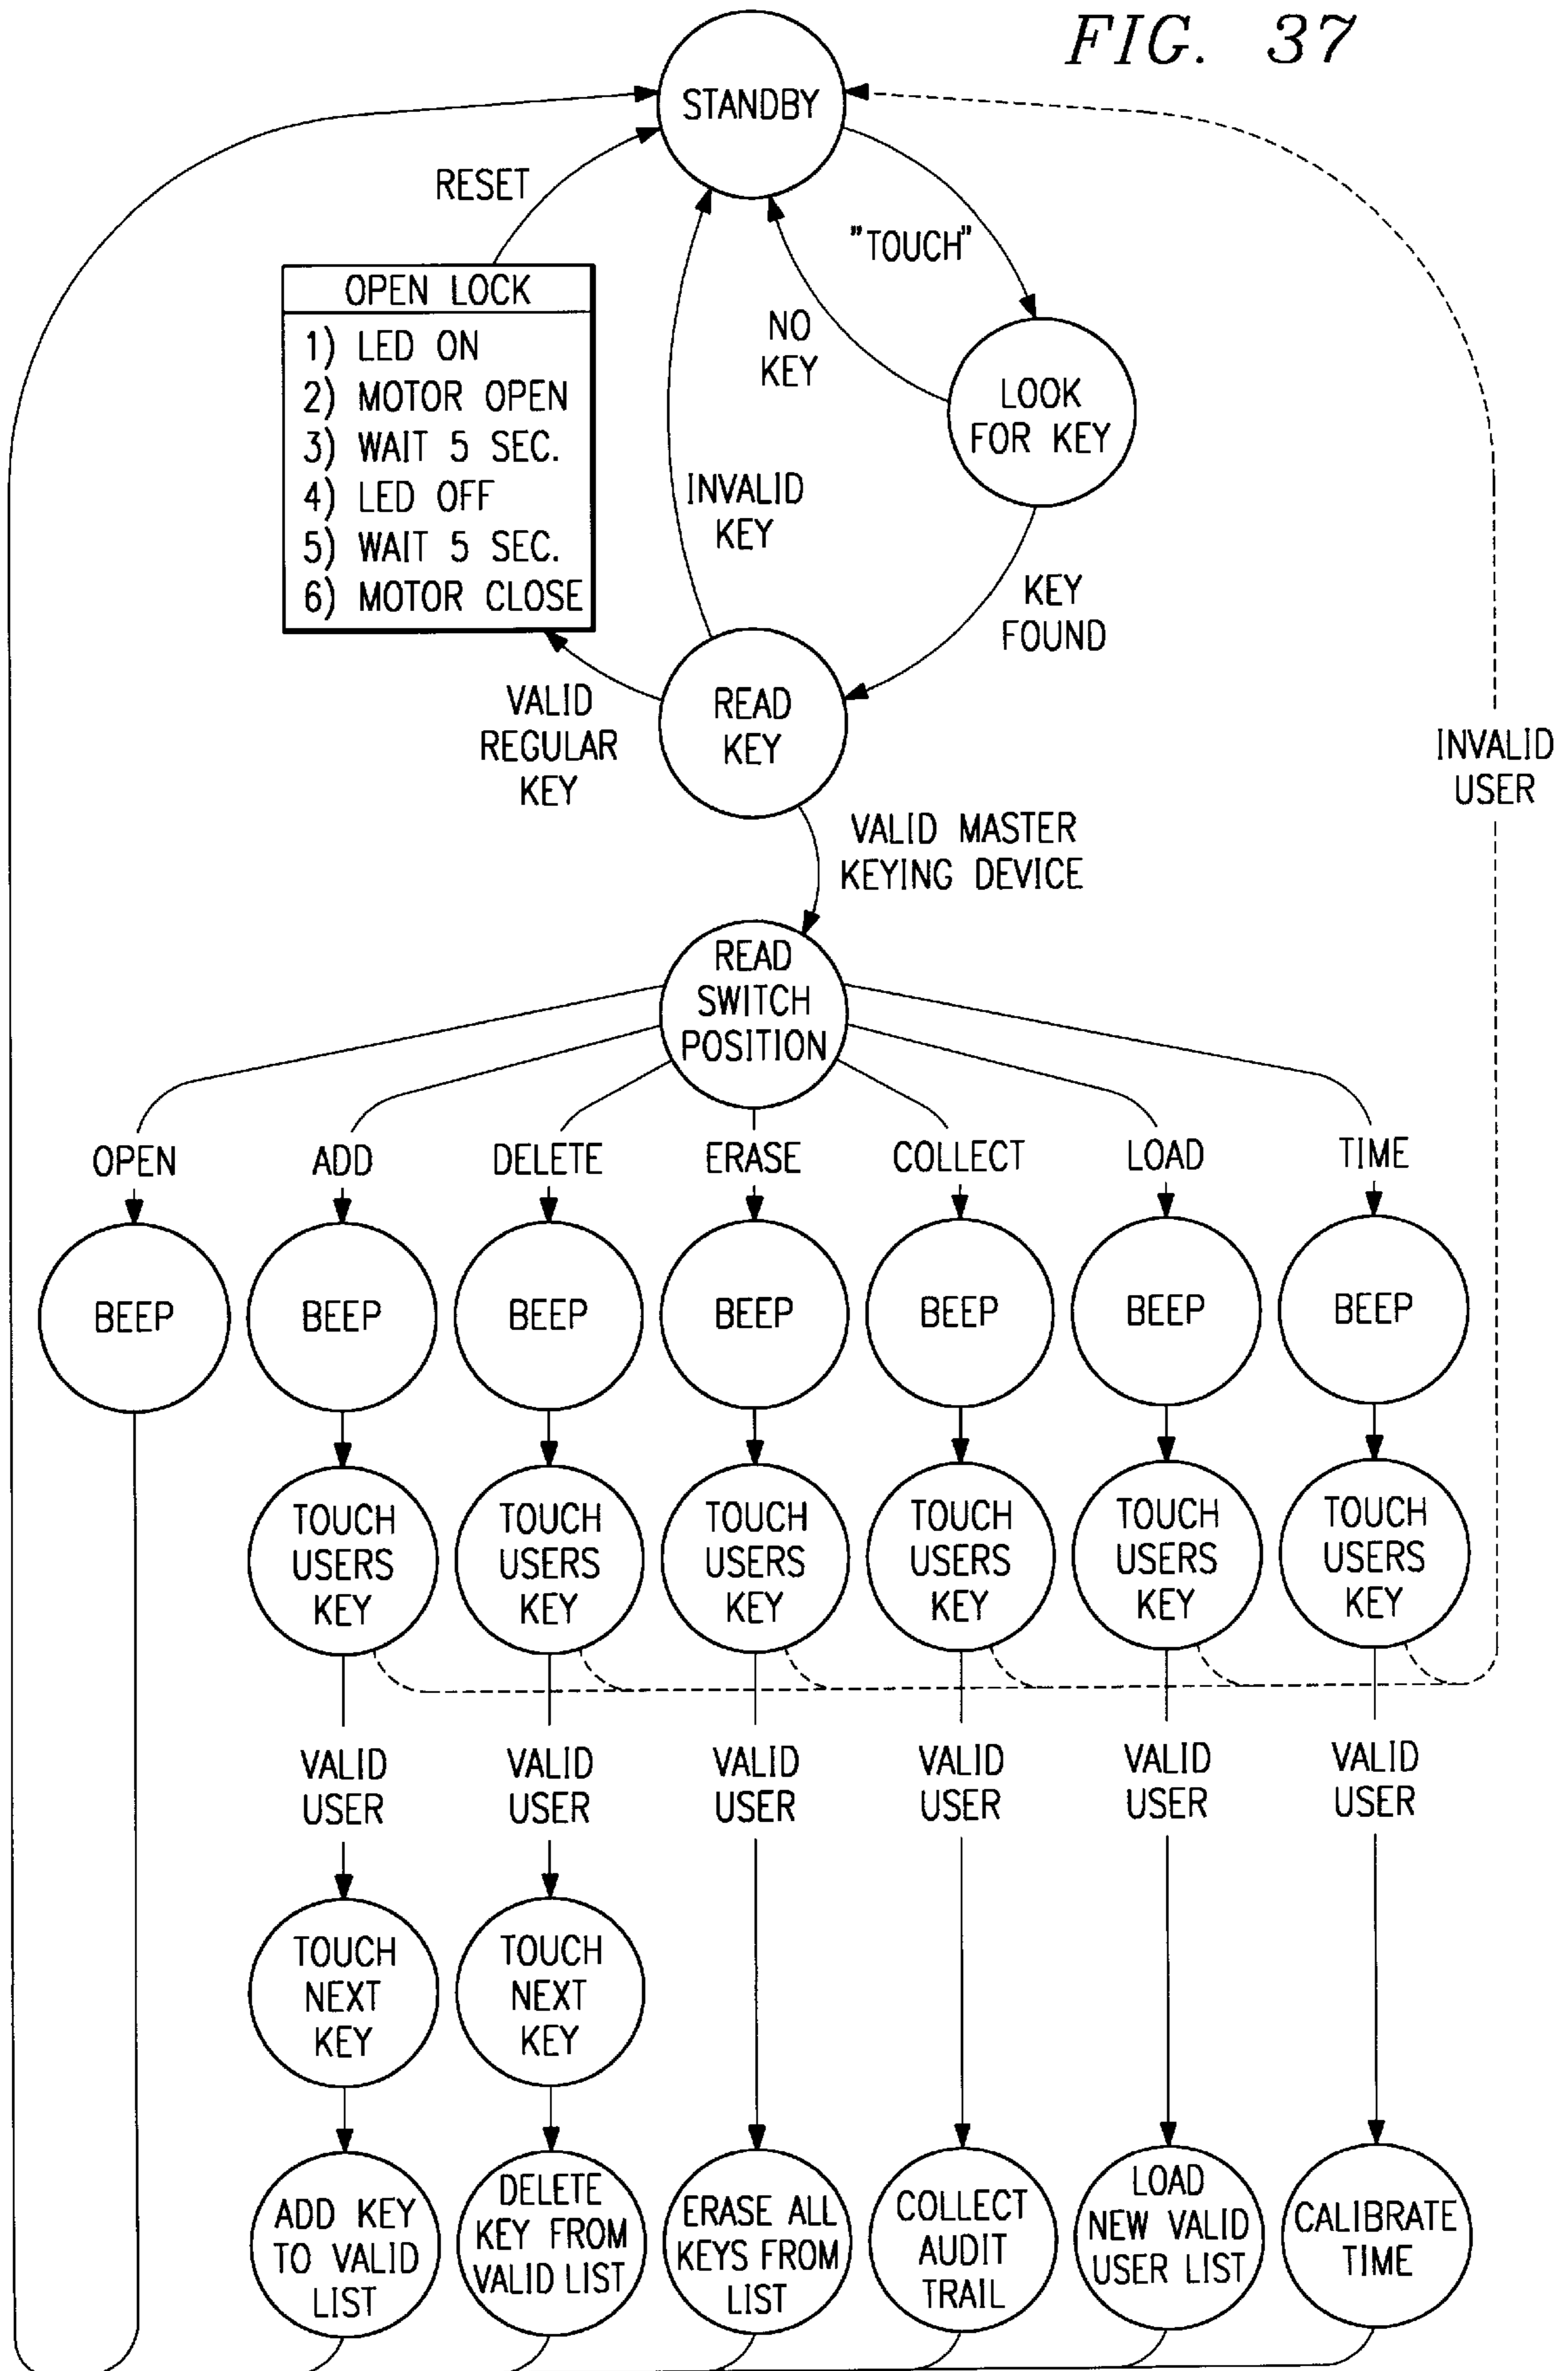 FIG. 37
STANDBY
RESET
"TOUCH"
OPEN LOCK
1) LED ON
2) MOTOR OPEN
3) WAIT 5 SEC.
4) LED OFF
5) WAIT 5 SEC.
6) MOTOR CLOSE
NO
KEY
LOOK
FOR KEY
INVALID
KEY
KEY
FOUND
VALID
REGULAR
KEY
READ
KEY
INVALID
USER
VALID MASTER
KEYING DEVICE
READ
SWITCH
POSITION
OPEN
ADD
DELETE
ERASE
COLLECT
LOAD
TIME
BEEP
BEEP
BEEP
BEEP
BEEP
BEEP
BEEP
TOUCH
USERS
KEY
TOUCH
USERS
KEY
TOUCH
USERS
KEY
TOUCH
USERS
KEY
TOUCH
USERS
KEY
TOUCH
USERS
KEY
VALID
USER
VALID
USER
VALID
USER
VALID
USER
VALID
USER
VALID
USER
TOUCH
NEXT
KEY
TOUCH
NEXT
KEY
ADD KEY
TO VALID
LIST
DELETE
KEY FROM
VALID LIST
ERASE ALL
KEYS FROM
LIST
COLLECT
AUDIT
TRAIL
LOAD
NEW VALID
USER LIST
CALIBRATE
TIME